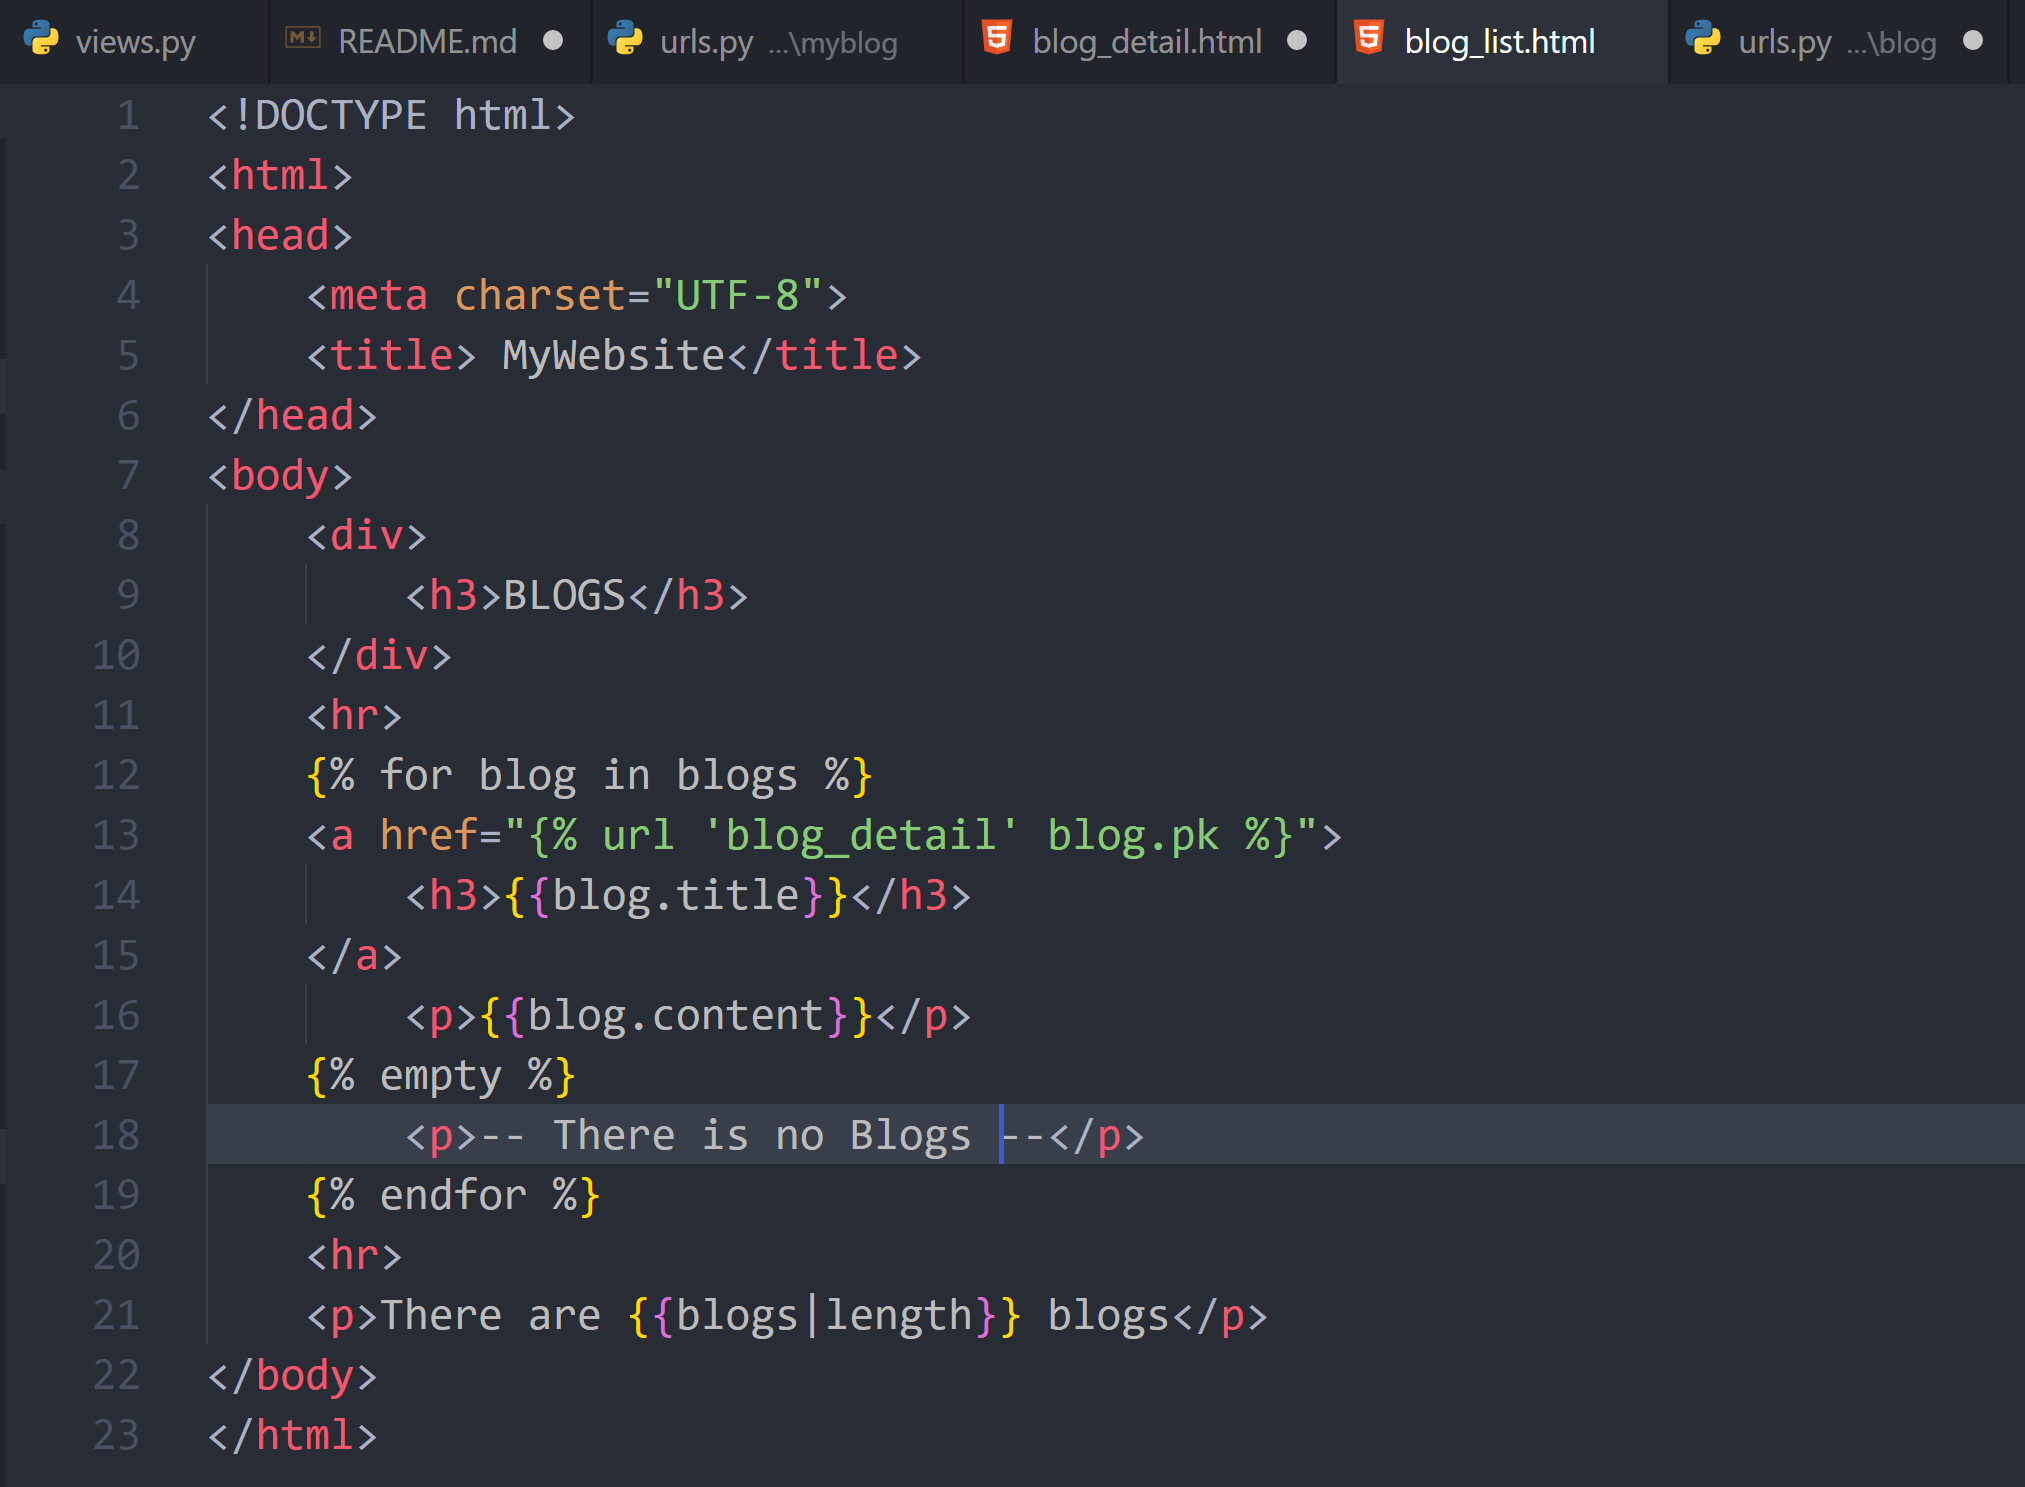 views.py README.md urls.py ...\myblog blog_detail.html blog_list.html urls.py ...\blog
1 <!DOCTYPE html>
2 <html>
3 <head>
4     <meta charset="UTF-8">
5     <title> MyWebsite</title>
6 </head>
7 <body>
8     <div>
9         <h3>BLOGS</h3>
10     </div>
11     <hr>
12     {% for blog in blogs %}
13     <a href="{% url 'blog_detail' blog.pk %}">
14         <h3>{{blog.title}}</h3>
15     </a>
16         <p>{{blog.content}}</p>
17     {% empty %}
18         <p>-- There is no Blogs --</p>
19     {% endfor %}
20     <hr>
21     <p>There are {{blogs|length}} blogs</p>
22 </body>
23 </html>